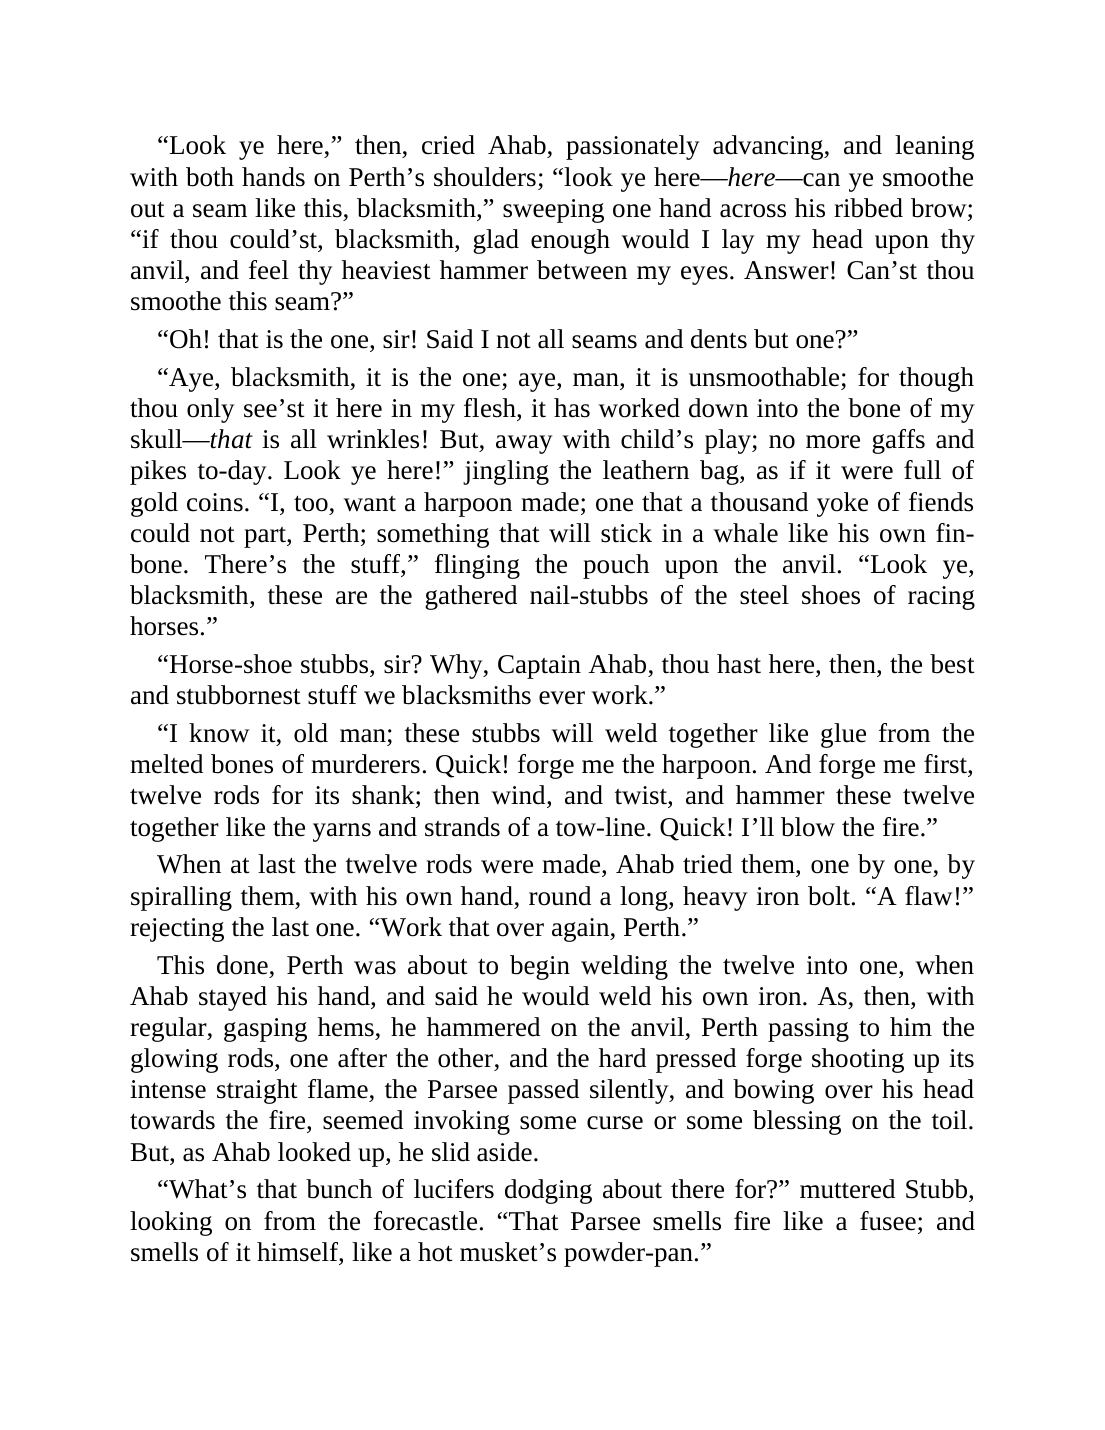 “Look ye here,” then, cried Ahab, passionately advancing, and leaning
with both hands on Perth’s shoulders; “look ye here—here—can ye smoothe
out a seam like this, blacksmith,” sweeping one hand across his ribbed brow;
“if thou could’st, blacksmith, glad enough would I lay my head upon thy
anvil, and feel thy heaviest hammer between my eyes. Answer! Can’st thou
smoothe this seam?”
“Oh! that is the one, sir! Said I not all seams and dents but one?”
“Aye, blacksmith, it is the one; aye, man, it is unsmoothable; for though
thou only see’st it here in my flesh, it has worked down into the bone of my
skull—that is all wrinkles! But, away with child’s play; no more gaffs and
pikes to-day. Look ye here!” jingling the leathern bag, as if it were full of
gold coins. “I, too, want a harpoon made; one that a thousand yoke of fiends
could not part, Perth; something that will stick in a whale like his own fin-
bone. There’s the stuff,” flinging the pouch upon the anvil. “Look ye,
blacksmith, these are the gathered nail-stubbs of the steel shoes of racing
horses.”
“Horse-shoe stubbs, sir? Why, Captain Ahab, thou hast here, then, the best
and stubbornest stuff we blacksmiths ever work.”
“I know it, old man; these stubbs will weld together like glue from the
melted bones of murderers. Quick! forge me the harpoon. And forge me first,
twelve rods for its shank; then wind, and twist, and hammer these twelve
together like the yarns and strands of a tow-line. Quick! I’ll blow the fire.”
When at last the twelve rods were made, Ahab tried them, one by one, by
spiralling them, with his own hand, round a long, heavy iron bolt. “A flaw!”
rejecting the last one. “Work that over again, Perth.”
This done, Perth was about to begin welding the twelve into one, when
Ahab stayed his hand, and said he would weld his own iron. As, then, with
regular, gasping hems, he hammered on the anvil, Perth passing to him the
glowing rods, one after the other, and the hard pressed forge shooting up its
intense straight flame, the Parsee passed silently, and bowing over his head
towards the fire, seemed invoking some curse or some blessing on the toil.
But, as Ahab looked up, he slid aside.
“What’s that bunch of lucifers dodging about there for?” muttered Stubb,
looking on from the forecastle. “That Parsee smells fire like a fusee; and
smells of it himself, like a hot musket’s powder-pan.”